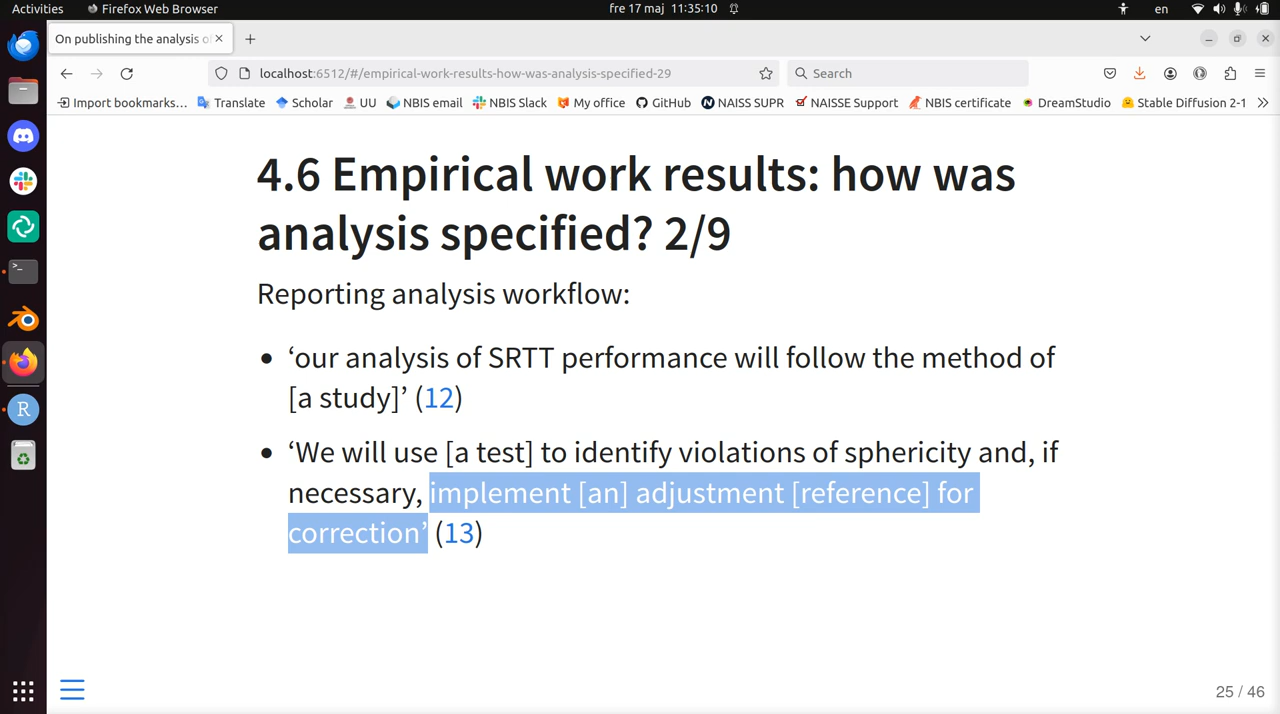 Activities Firefox Web Browser fre 17 maj 11:35:10 en
On publishing the analysis o
localhost:6512/#/empirical-work-results-how-was-analysis-specified-29 Search
Import bookmarks... Translate Scholar UU NBIS email NBIS Slack My office GitHub NAISS SUPR NAISSE Support NBIS certificate DreamStudio Stable Diffusion 2-1
4.6 Empirical work results: how was
analysis specified? 2/9
Reporting analysis workflow:
• ‘our analysis of SRTT performance will follow the method of
[a study]’ (12)
• ‘We will use [a test] to identify violations of sphericity and, if
necessary, implement [an] adjustment [reference] for
correction’ (13)
R
25 / 46